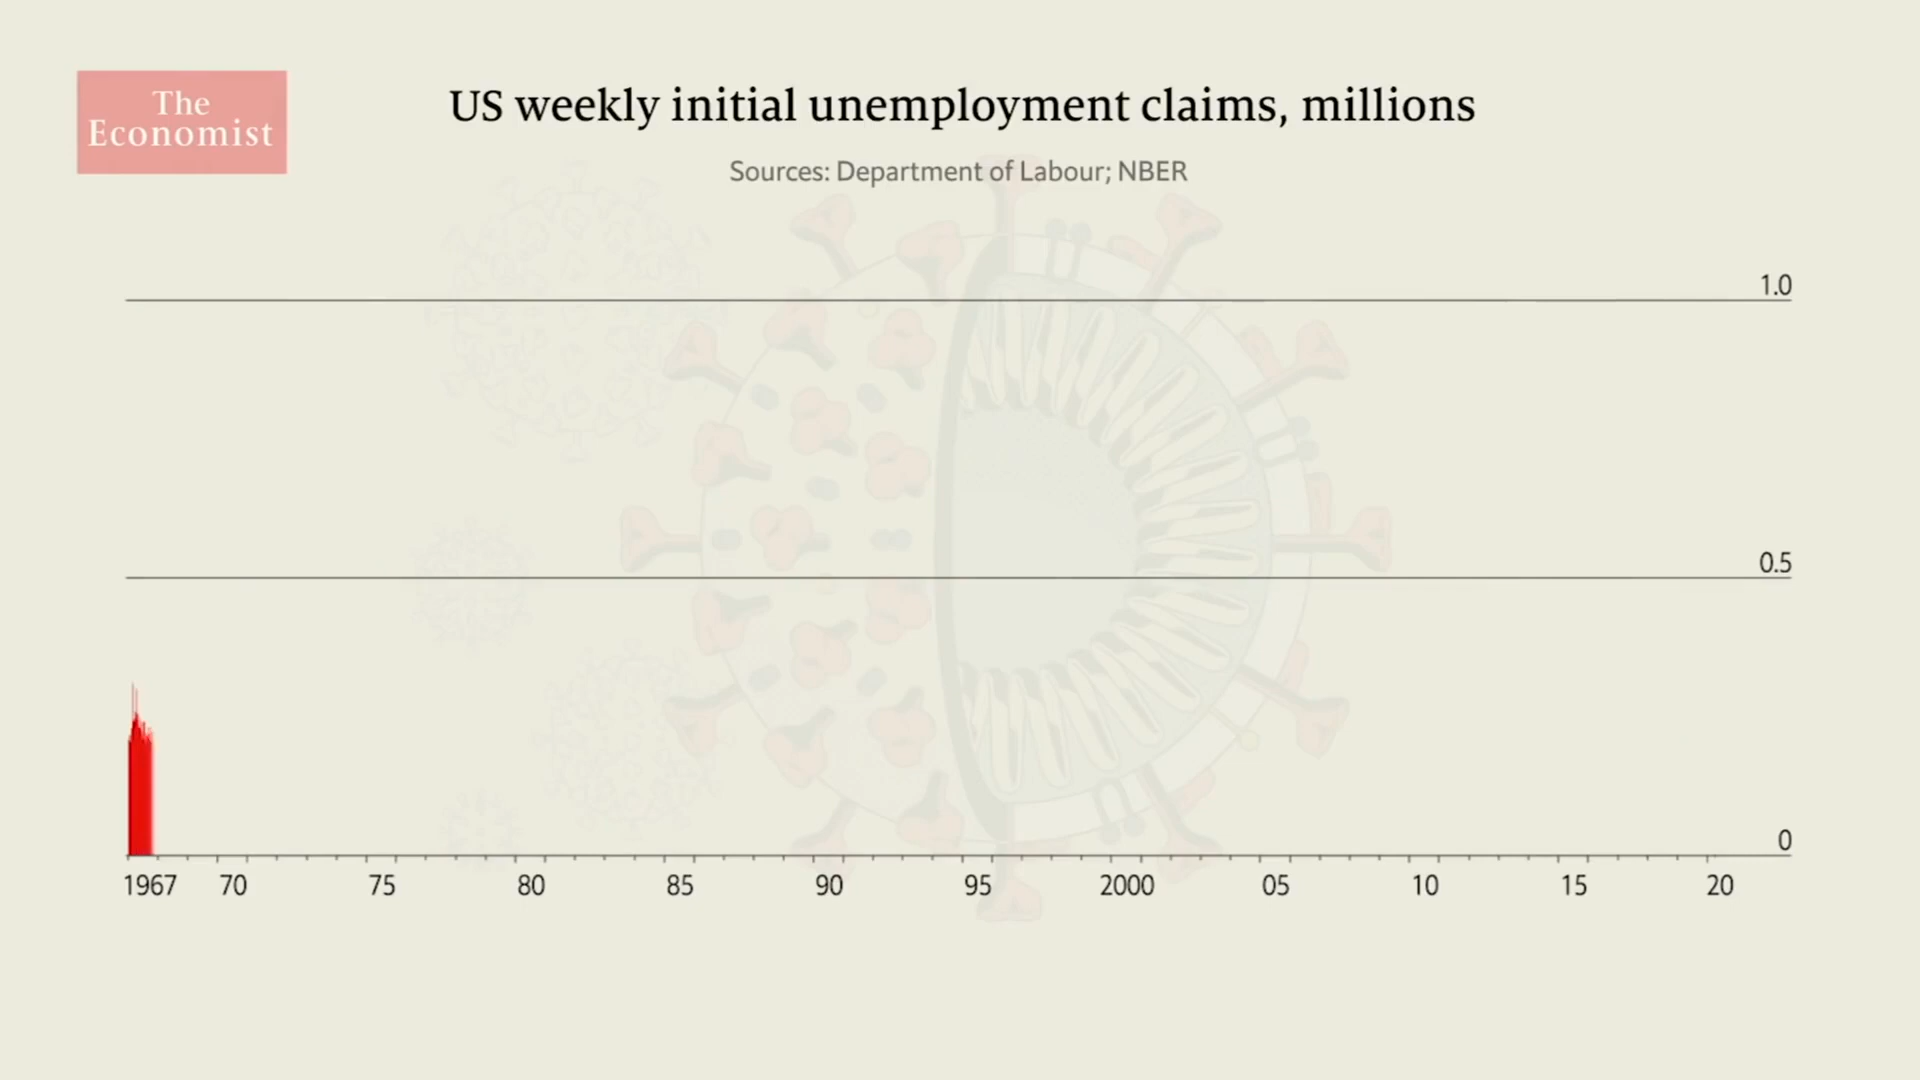 The
Economist
US weekly initial unemployment claims, millions
Sources: Department of Labour; NBER
1.0
0.5
0
1967 70 75 80 85 90 95 2000 05 10 15 20